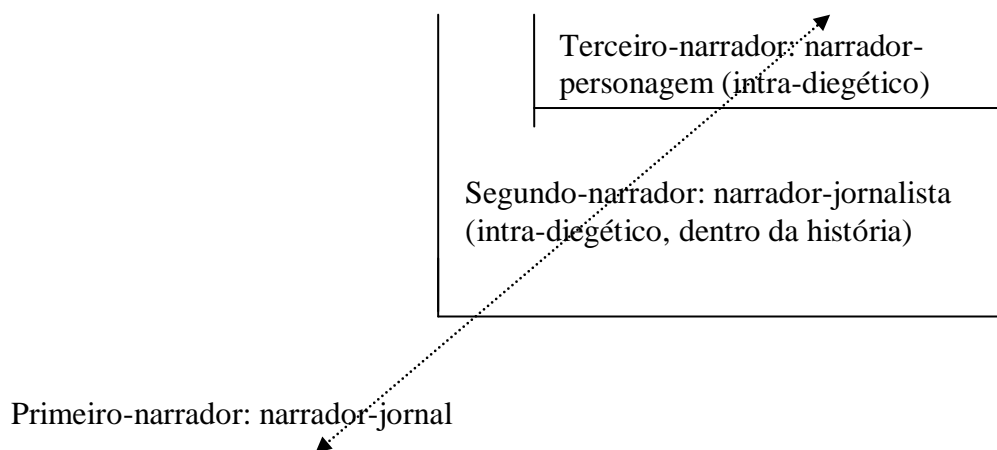 Terceiro-narrador: narrador-
personagem (intra-diegético)
Segundo-narrador: narrador-jornalista
(intra-diegético, dentro da história)
Primeiro-narrador: narrador-jornal